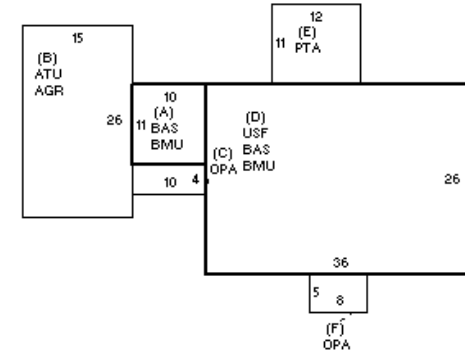 12
(E)
11 PTA
15
(B)
ATU
AGR
26
10
(A)
11 BAS
BMU
(D)
USF
BAS
BMU
(C)
OPA
10 4
26
36
5
8
(F)
OPA